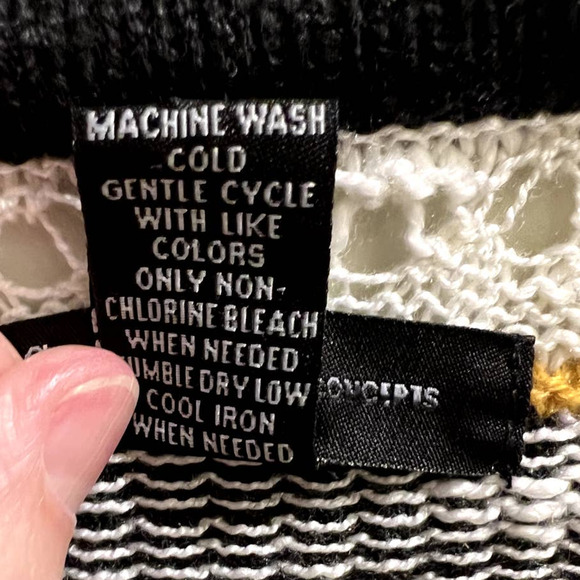 MACHINE WASH
COLD
GENTLE CYCLE
WITH LIKE
COLORS
ONLY NON-
CHLORINE BLEACH
WHEN NEEDED
TUMBLE DRY LOW
COOL IRON
WHEN NEEDED
CONCEPTS